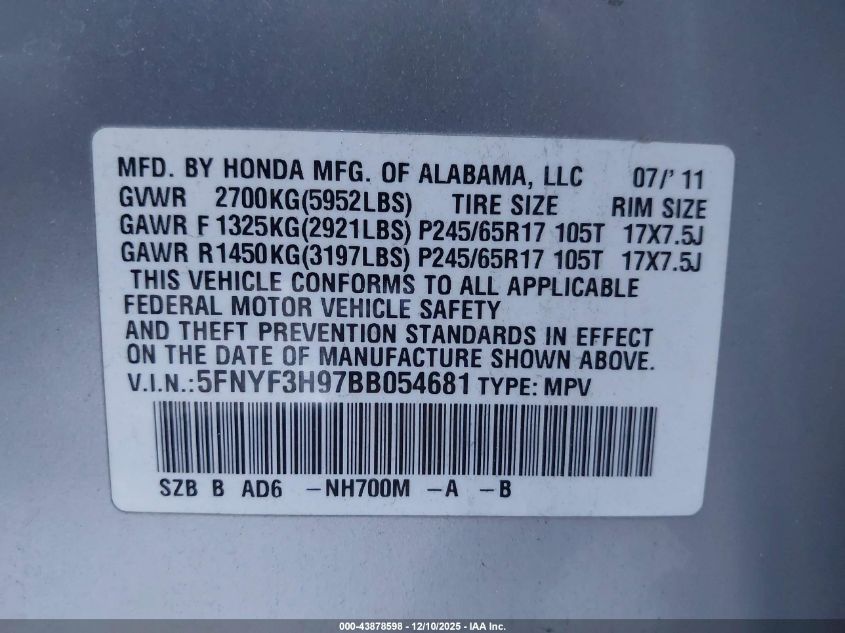 MFD. BY HONDA MFG. OF ALABAMA, LLC 07/'11
GVWR 2700KG(5952LBS) TIRE SIZE RIM SIZE
GAWR F 1325KG(2921LBS) P245/65R17 105T 17X7.5J
GAWR R 1450KG(3197LBS) P245/65R17 105T 17X7.5J
THIS VEHICLE CONFORMS TO ALL APPLICABLE
FEDERAL MOTOR VEHICLE SAFETY
AND THEFT PREVENTION STANDARDS IN EFFECT
ON THE DATE OF MANUFACTURE SHOWN ABOVE.
V.I.N.:5FNYF3H97BB054681 TYPE: MPV
SZB B AD6 -NH700M -A -B
000-43878598 - 12/10/2025 - IAA Inc.